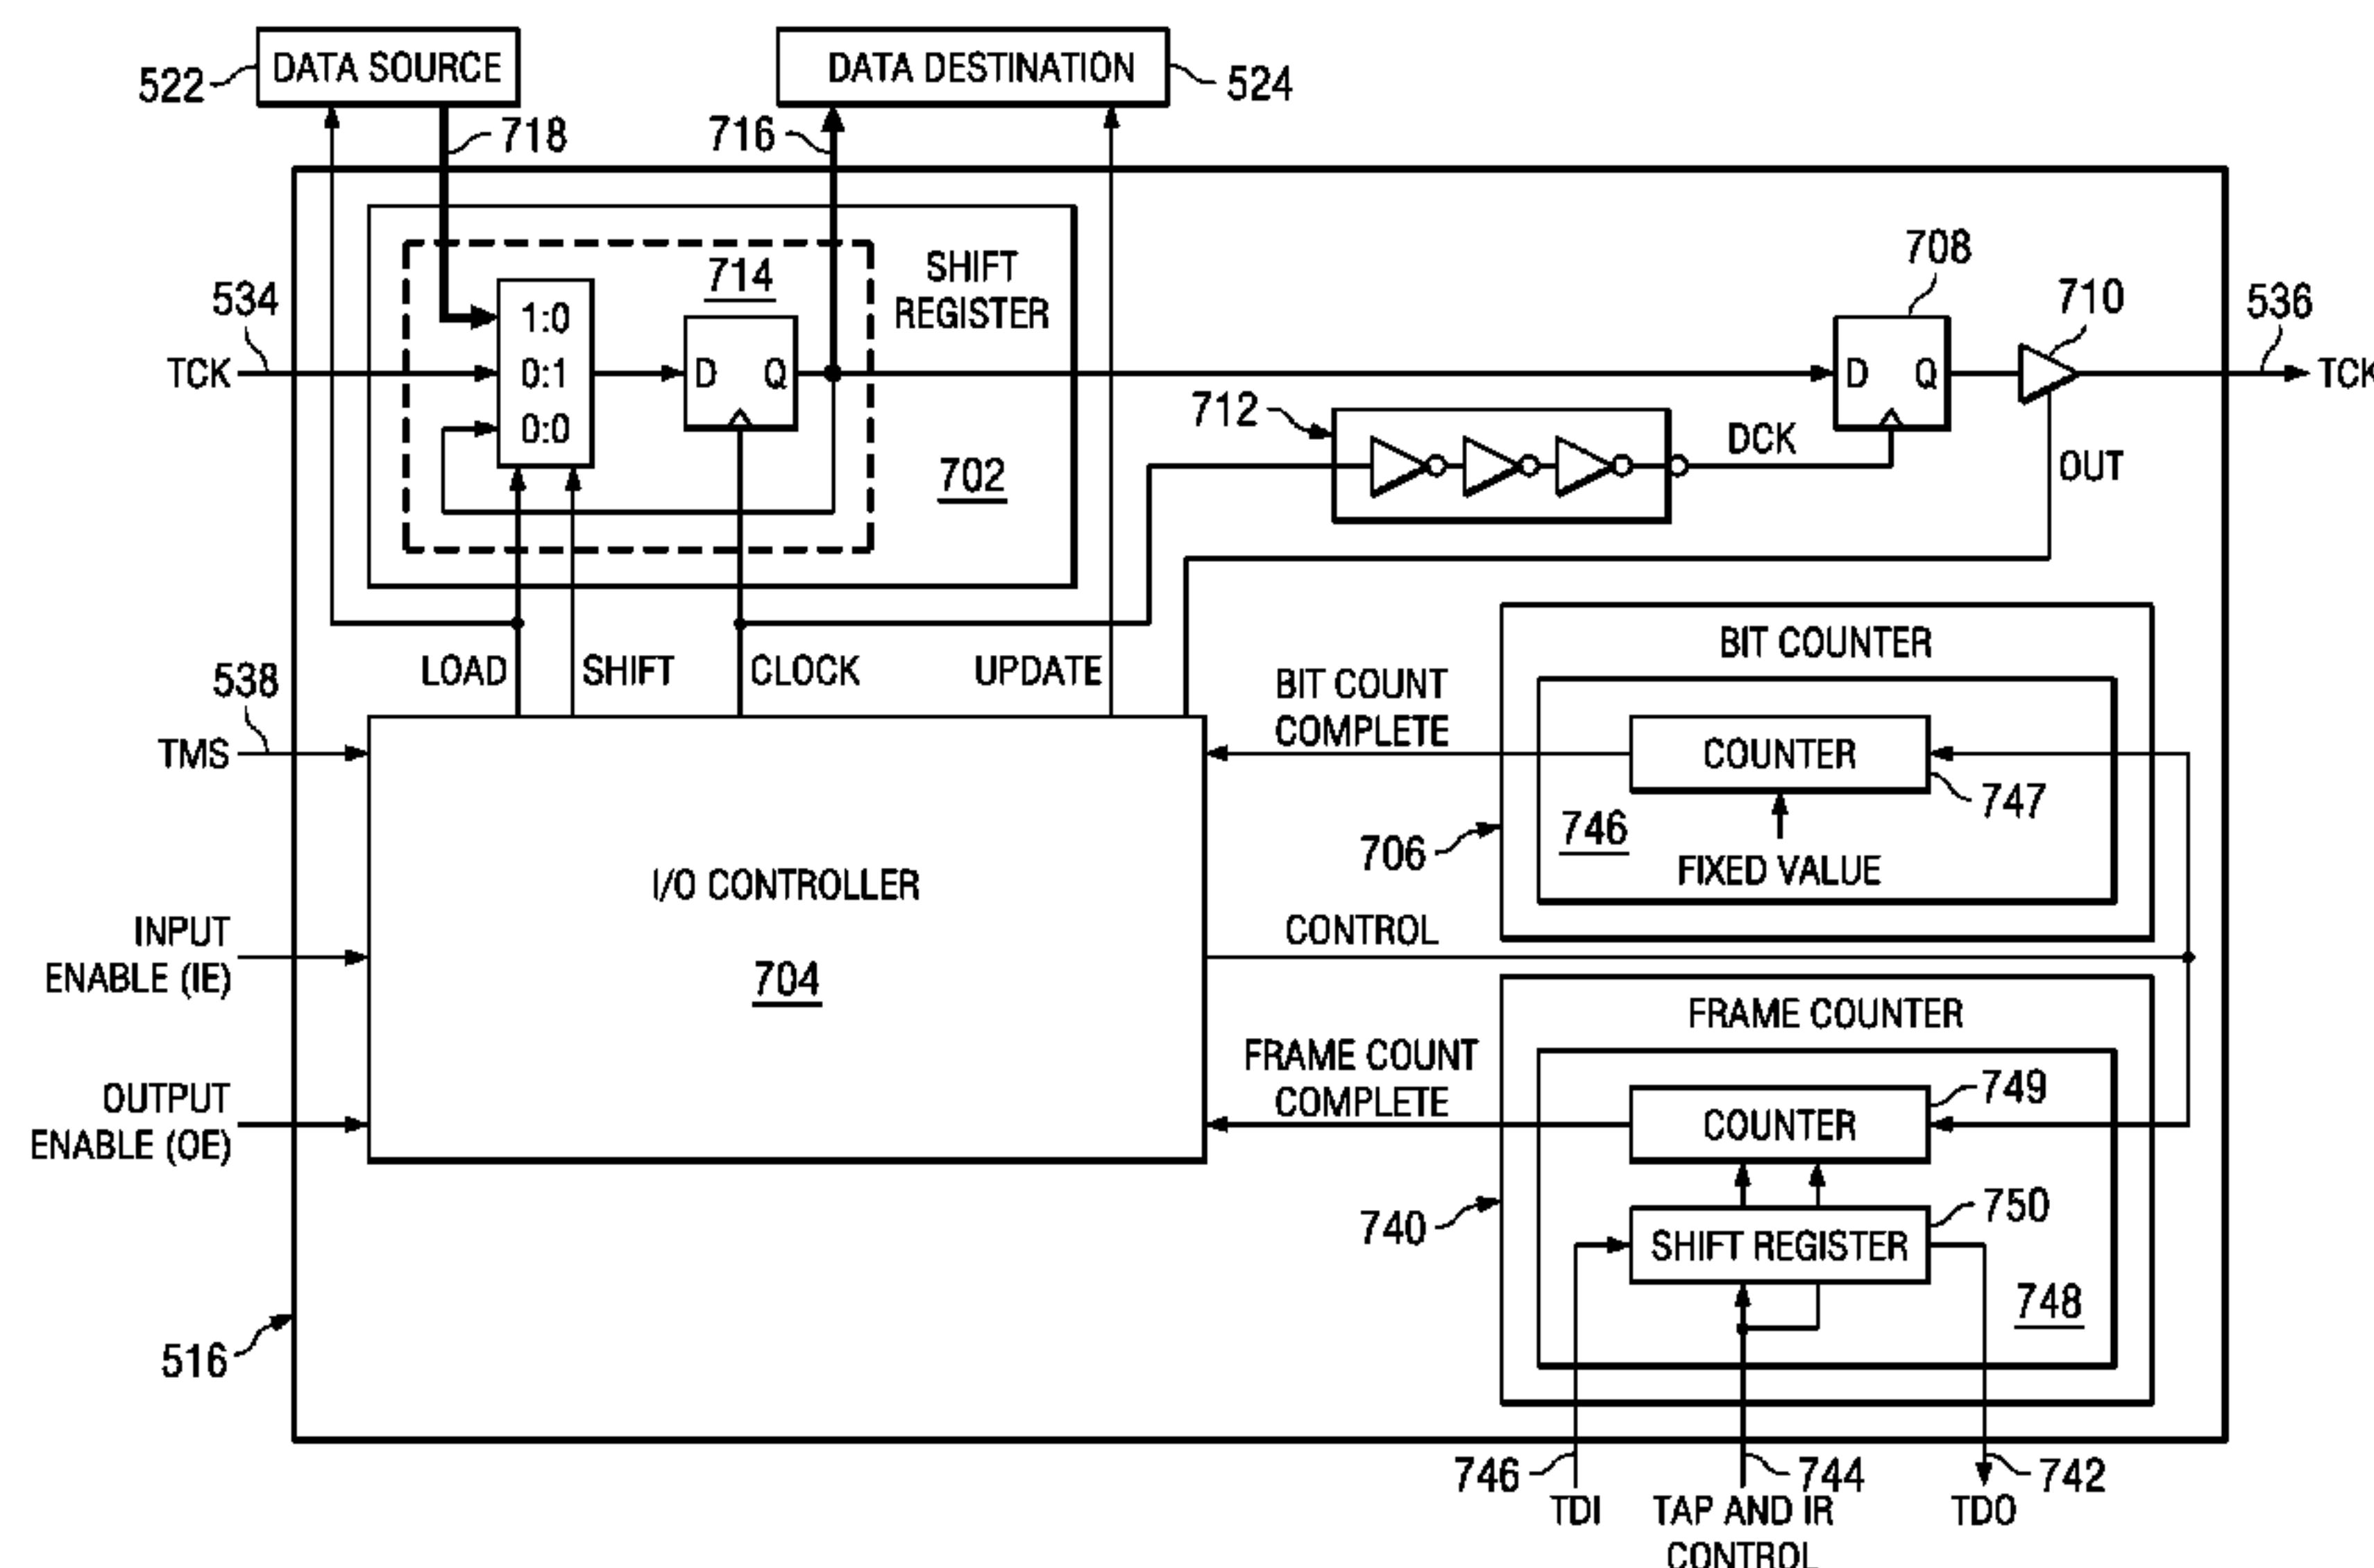 DATA SOURCE
522
718
DATA DESTINATION
524
716
534
TCK
1:0
0:1
0:0
714
D Q
SHIFT
REGISTER
702
708
D Q
710
536
TCK
712
DCK
OUT
LOAD
SHIFT
CLOCK
UPDATE
538
TMS
INPUT
ENABLE (IE)
OUTPUT
ENABLE (OE)
I/O CONTROLLER
704
BIT COUNT
COMPLETE
CONTROL
FRAME COUNT
COMPLETE
BIT COUNTER
COUNTER
747
746
FIXED VALUE
706
FRAME COUNTER
COUNTER
749
SHIFT REGISTER
750
748
740
516
746
TDI
744
TAP AND IR
CONTROL
742
TDO